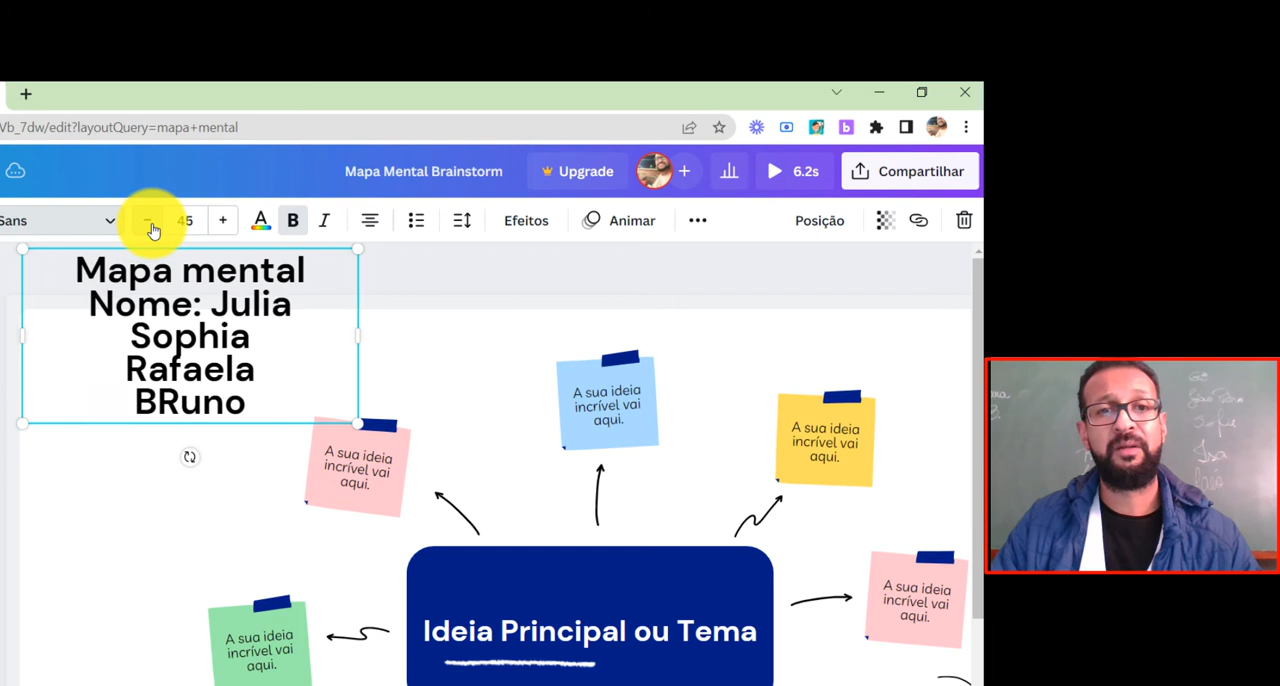 Vb_7dw/edit?layoutQuery=mapa+mental
Mapa Mental Brainstorm
Upgrade
+
6.2s
Compartilhar
Sans
- 45 +
A B I
Efeitos
Animar
Posição
Mapa mental
Nome: Julia
Sophia
Rafaela
BRuno
A sua ideia
incrível vai
aqui.
A sua ideia
incrível vai
aqui.
A sua ideia
incrível vai
aqui.
A sua ideia
incrível vai
aqui.
A sua ideia
incrível vai
aqui.
Ideia Principal ou Tema
Isa